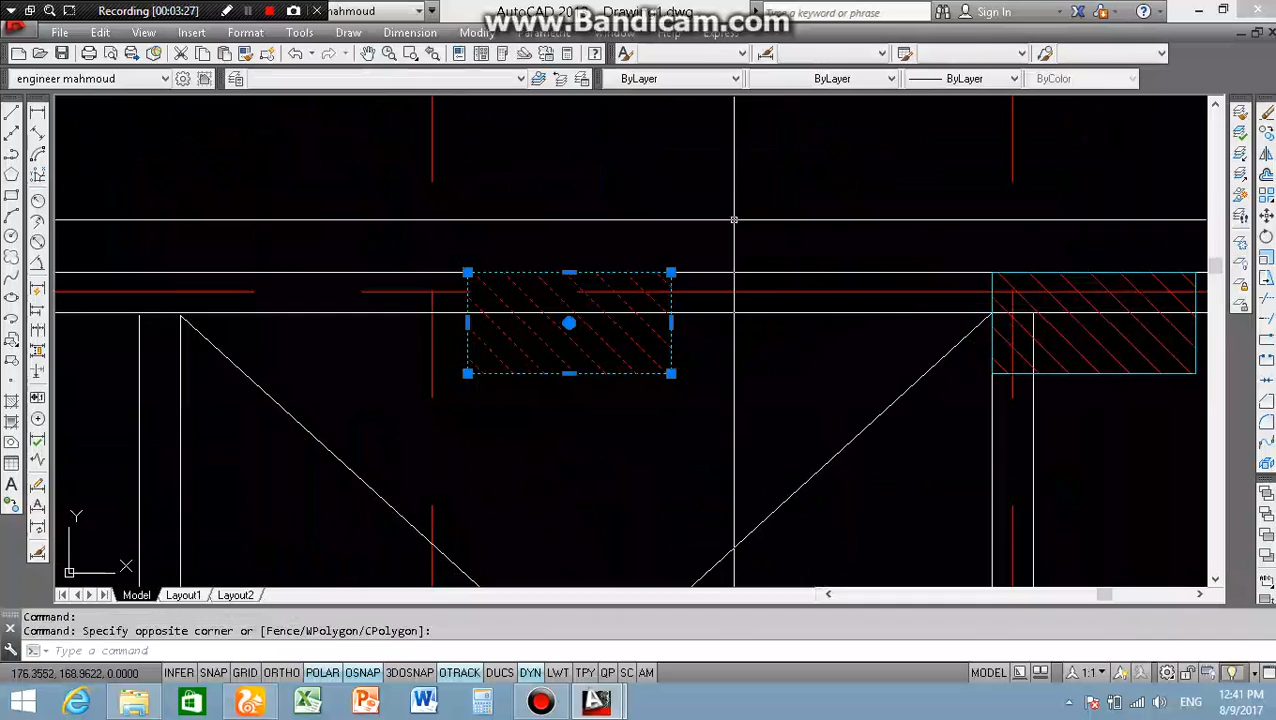 Recording [00:03:27]
mahmoud
AutoCAD 20
Drawing1.dwg
www.Bandicam.com
Type a keyword or phrase
Sign In
File Edit View Insert Format Tools Draw Dimension Modify Parametric Window Help Express
engineer mahmoud
ByLayer
ByLayer
ByLayer
ByColor
Y
X
Model Layout1 Layout2
Command:
Command: Specify opposite corner or [Fence/WPolygon/CPolygon]:
Type a command
176.3552, 169.9622, 0.0000
INFER SNAP GRID ORTHO POLAR OSNAP 3DOSNAP OTRACK DUCS DYN LWT TPY QP SC AM
MODEL
1:1
ENG
12:41 PM
8/9/2017